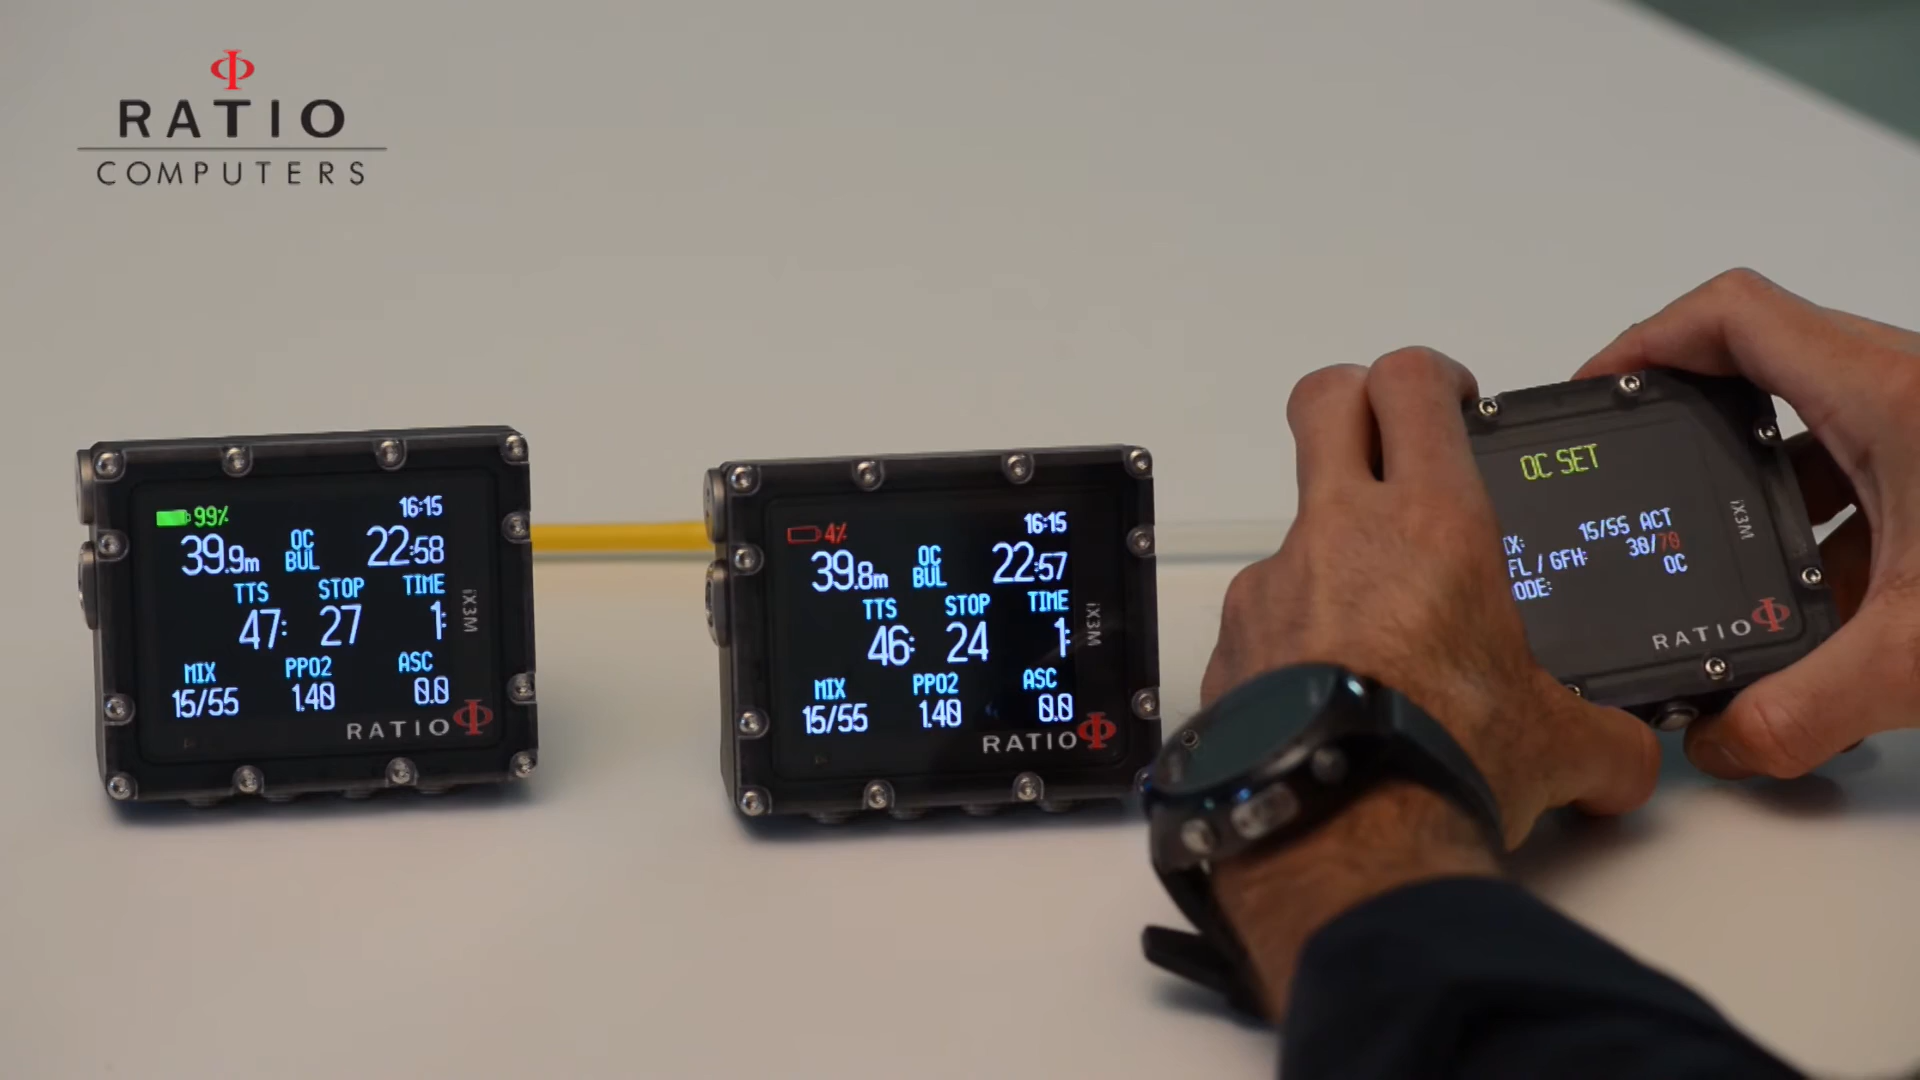 Φ
RATIO
COMPUTERS
99%
16:15
39.9m
OC
BUL
22:58
TTS STOP TIME
47: 27 1:
MIX PPO2 ASC
15/55 1.40 0.0
RATIO Φ
iX3M
4%
16:15
39.8m
OC
BUL
22:57
TTS STOP TIME
46: 24 1:
MIX PPO2 ASC
15/55 1.40 0.0
RATIO Φ
iX3M
OC SET
X: 15/55 ACT
FL / GFH: 30/70
ODE: OC
RATIO Φ
iX3M